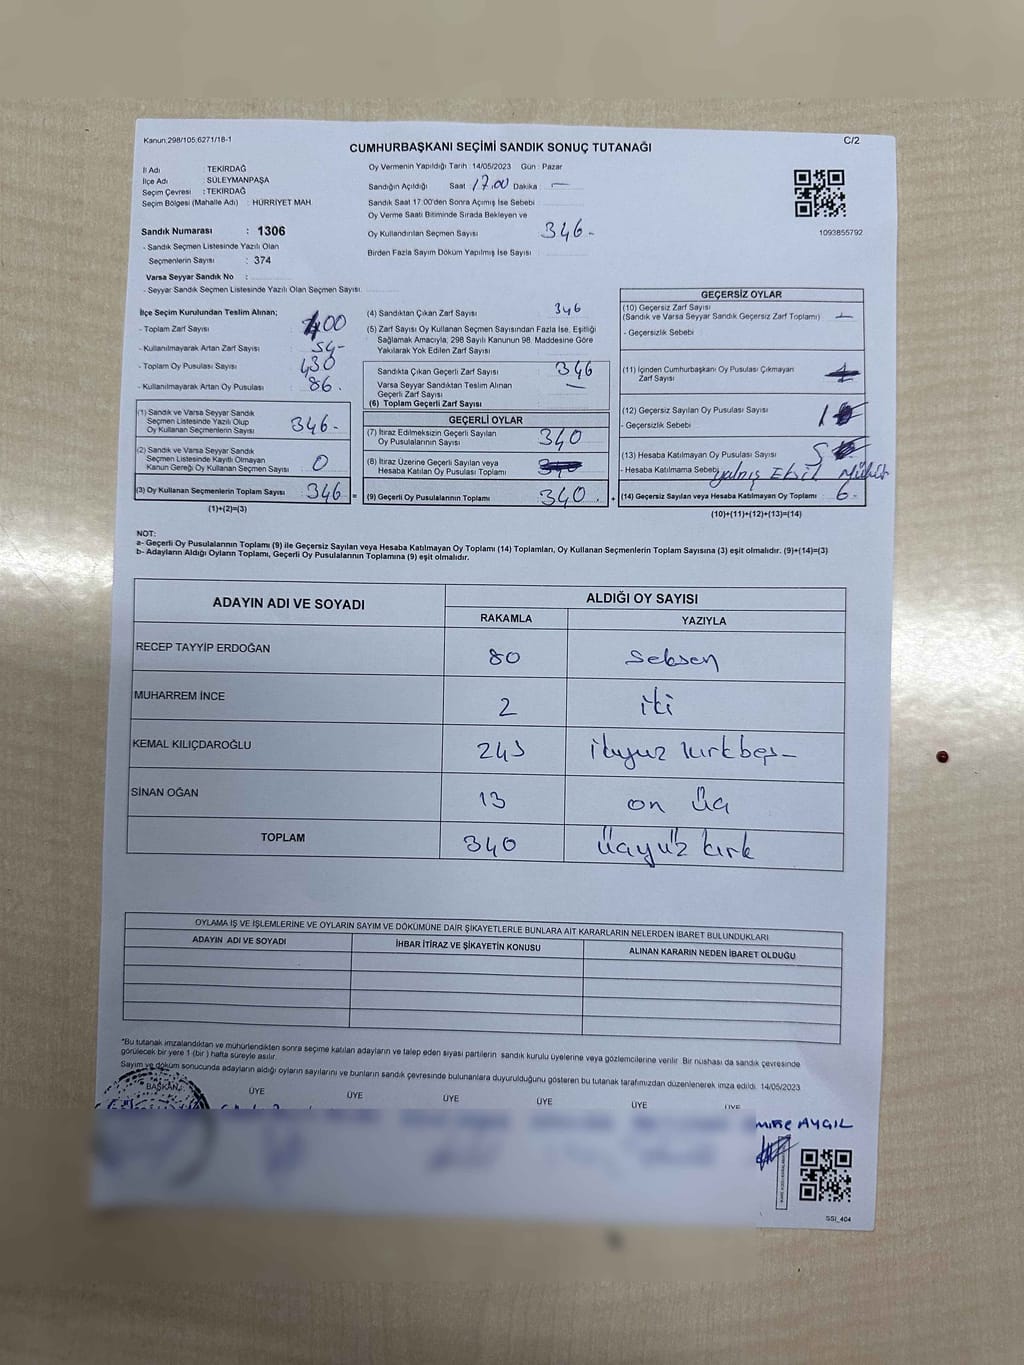 Kanun:298/105;6271/18-1
C/2
CUMHURBAŞKANI SEÇİMİ SANDIK SONUÇ TUTANAĞI
İl Adı : TEKİRDAĞ
İlçe Adı : SÜLEYMANPAŞA
Seçim Çevresi : TEKİRDAĞ
Seçim Bölgesi (Mahalle Adı) : HÜRRİYET MAH
Sandık Numarası : 1306
- Sandık Seçmen Listesinde Yazılı Olan
Seçmenlerin Sayısı : 374
Varsa Seyyar Sandık No :
- Seyyar Sandık Seçmen Listesinde Yazılı Olan Seçmen Sayısı:
Oy Vermenin Yapıldığı Tarih : 14/05/2023 Gün : Pazar
Sandığın Açıldığı Saat 17.00 Dakika : —
Sandık Saat 17:00'den Sonra Açımış İse Sebebi
Oy Verme Saati Bitiminde Sırada Bekleyen ve
Oy Kullandırılan Seçmen Sayısı : 346-
Birden Fazla Sayım Döküm Yapılmış İse Sayısı :
1093855792
İlçe Seçim Kurulundan Teslim Alınan;
- Toplam Zarf Sayısı : 400
- Kullanılmayarak Artan Zarf Sayısı : 54-
- Toplam Oy Pusulası Sayısı : 430
- Kullanılmayarak Artan Oy Pusulası : 86.
(1) Sandık ve Varsa Seyyar Sandık
Seçmen Listesinde Yazılı Olup
Oy Kullanan Seçmenlerin Sayısı : 346-
(2) Sandık ve Varsa Seyyar Sandık
Seçmen Listesinde Kayıtlı Olmayan
Kanun Gereği Oy Kullanan Seçmen Sayısı : 0
(3) Oy Kullanan Seçmenlerin Toplam Sayısı : 346 =
(1)+(2)=(3)
(4) Sandıktan Çıkan Zarf Sayısı : 346
(5) Zarf Sayısı Oy Kullanan Seçmen Sayısından Fazla İse, Eşitliği
Sağlamak Amacıyla; 298 Sayılı Kanunun 98. Maddesine Göre
Yakılarak Yok Edilen Zarf Sayısı :
Sandıkta Çıkan Geçerli Zarf Sayısı : 346
Varsa Seyyar Sandıktan Teslim Alınan
Geçerli Zarf Sayısı : —
(6) Toplam Geçerli Zarf Sayısı :
GEÇERLİ OYLAR
(7) İtiraz Edilmeksizin Geçerli Sayılan
Oy Pusulalarının Sayısı : 340
(8) İtiraz Üzerine Geçerli Sayılan veya
Hesaba Katılan Oy Pusulası Toplamı :
(9) Geçerli Oy Pusulalarının Toplamı : 340. +
GEÇERSİZ OYLAR
(10) Geçersiz Zarf Sayısı
(Sandık ve Varsa Seyyar Sandık Geçersiz Zarf Toplamı) : —
- Geçersizlik Sebebi :
(11) İçinden Cumhurbaşkanı Oy Pusulası Çıkmayan
Zarf Sayısı :
(12) Geçersiz Sayılan Oy Pusulası Sayısı : 1
- Geçersizlik Sebebi :
(13) Hesaba Katılmayan Oy Pusulası Sayısı : 5
- Hesaba Katılmama Sebebi : yalnış Eksik Mühür
(14) Geçersiz Sayılan veya Hesaba Katılmayan Oy Toplamı : 6-
(10)+(11)+(12)+(13)=(14)
NOT:
a- Geçerli Oy Pusulalarının Toplamı (9) ile Geçersiz Sayılan veya Hesaba Katılmayan Oy Toplamı (14) Toplamları, Oy Kullanan Seçmenlerin Toplam Sayısına (3) eşit olmalıdır. (9)+(14)=(3)
b- Adayların Aldığı Oyların Toplamı, Geçerli Oy Pusulalarının Toplamına (9) eşit olmalıdır.
ADAYIN ADI VE SOYADI
ALDIĞI OY SAYISI
RAKAMLA YAZIYLA
RECEP TAYYİP ERDOĞAN 80 seksen
MUHARREM İNCE 2 iki
KEMAL KILIÇDAROĞLU 245 ikiyüz kırkbeş-
SİNAN OĞAN 13 on üç
TOPLAM 340 üçyüz kırk
OYLAMA İŞ VE İŞLEMLERİNE VE OYLARIN SAYIM VE DÖKÜMÜNE DAİR ŞİKAYETLERLE BUNLARA AİT KARARLARIN NELERDEN İBARET BULUNDUKLARI
ADAYIN ADI VE SOYADI İHBAR İTİRAZ VE ŞİKAYETİN KONUSU ALINAN KARARIN NEDEN İBARET OLDUĞU
*Bu tutanak imzalandıktan ve mühürlendikten sonra seçime katılan adayların ve talep eden siyasi partilerin sandık kurulu üyelerine veya gözlemcilerine verilir. Bir nüshası da sandık çevresinde
görülecek bir yere 1 (bir ) hafta süreyle asılır.
Sayım ve döküm sonucunda adayların aldığı oyların sayılarını ve bunların sandık çevresinde bulunanlara duyurulduğunu gösteren bu tutanak tarafımızdan düzenlenerek imza edildi. 14/05/2023
BAŞKAN ÜYE ÜYE ÜYE ÜYE ÜYE ÜYE
AYGIL
SSI_404